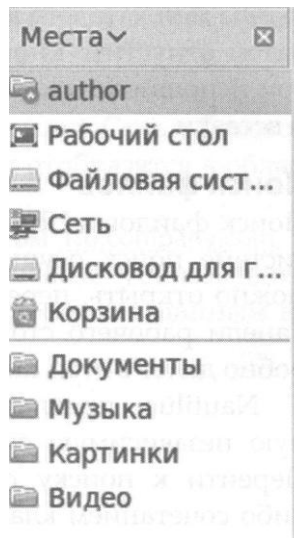 Места
author
Рабочий стол
Файловая сист...
Сеть
Дисковод для г...
Корзина
Документы
Музыка
Картинки
Видео